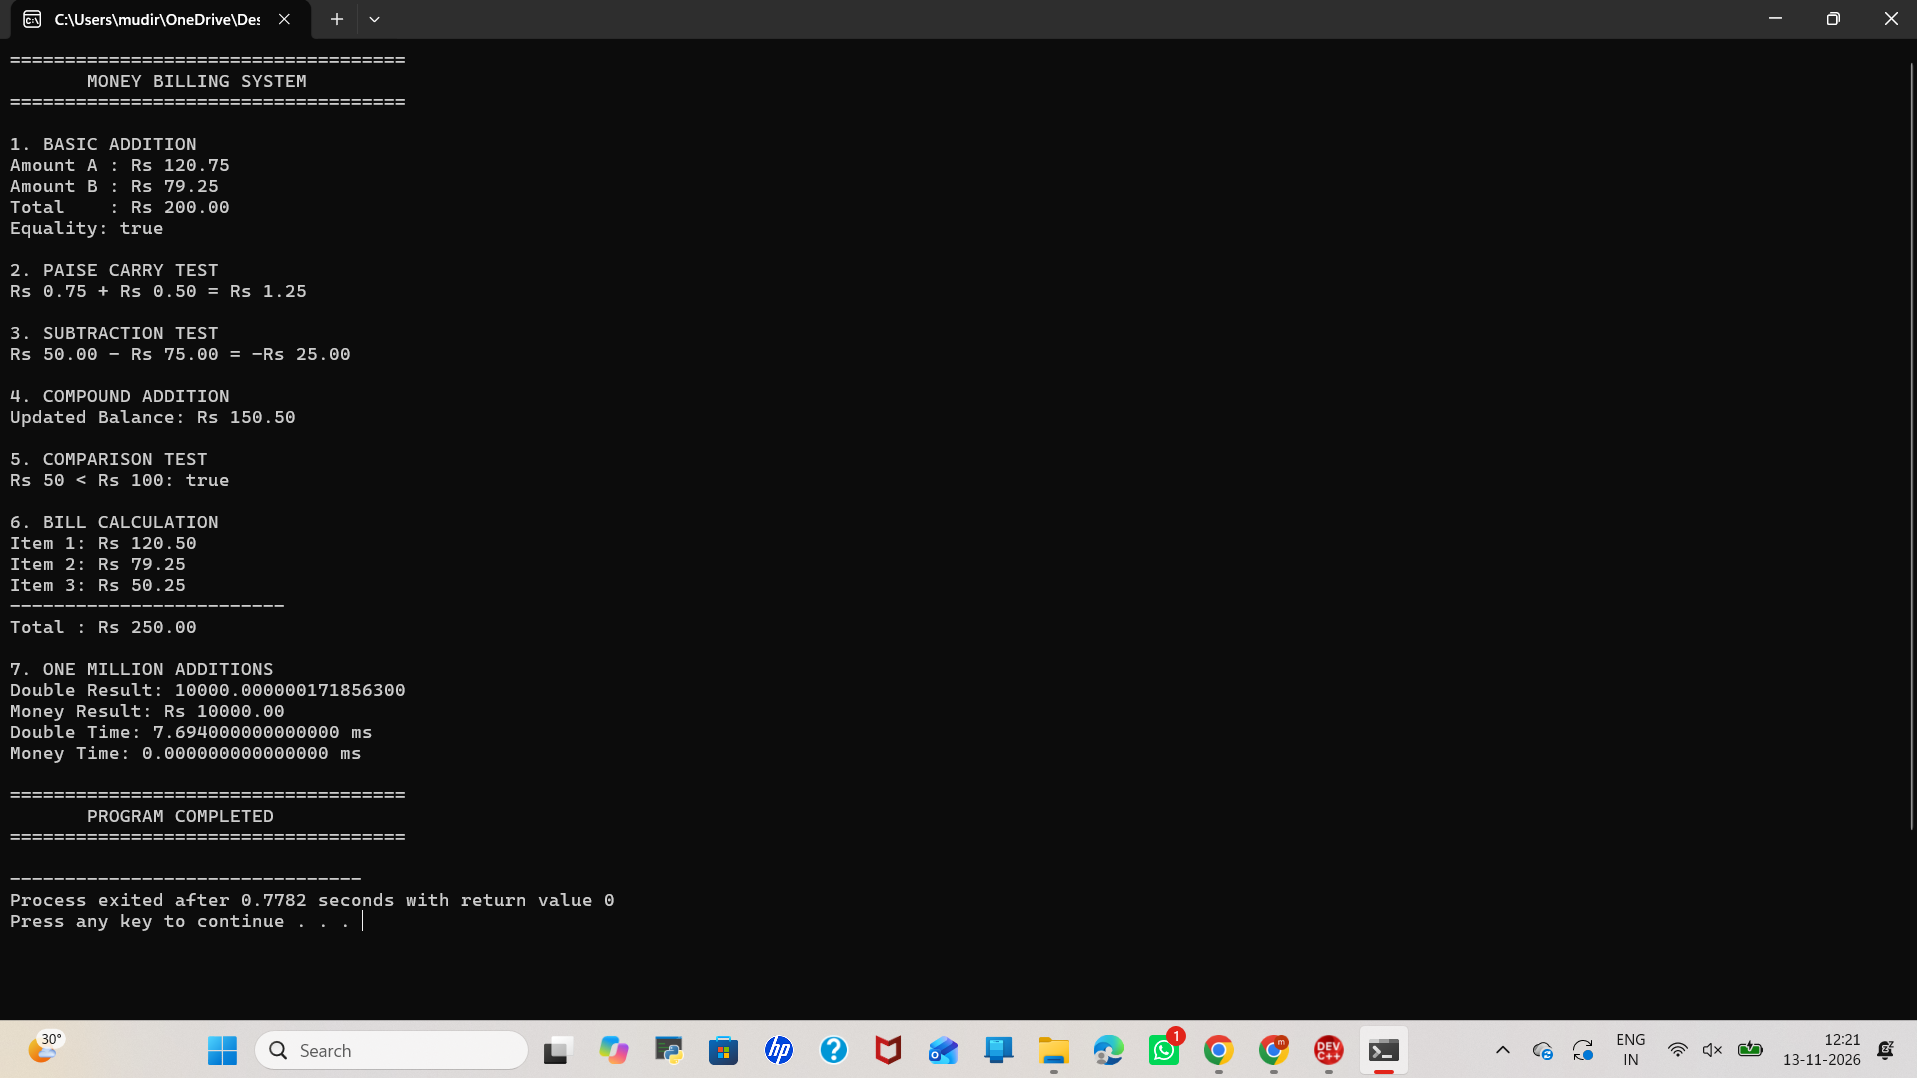 C:\Users\mudir\OneDrive\Des
====================================
MONEY BILLING SYSTEM
====================================
1. BASIC ADDITION
Amount A : Rs 120.75
Amount B : Rs 79.25
Total    : Rs 200.00
Equality: true
2. PAISE CARRY TEST
Rs 0.75 + Rs 0.50 = Rs 1.25
3. SUBTRACTION TEST
Rs 50.00 - Rs 75.00 = -Rs 25.00
4. COMPOUND ADDITION
Updated Balance: Rs 150.50
5. COMPARISON TEST
Rs 50 < Rs 100: true
6. BILL CALCULATION
Item 1: Rs 120.50
Item 2: Rs 79.25
Item 3: Rs 50.25
-------------------------
Total : Rs 250.00
7. ONE MILLION ADDITIONS
Double Result: 10000.000000171856300
Money Result: Rs 10000.00
Double Time: 7.694000000000000 ms
Money Time: 0.000000000000000 ms
====================================
PROGRAM COMPLETED
====================================
--------------------------------
Process exited after 0.7782 seconds with return value 0
Press any key to continue . . .
30°
Search
hp
DEV C++
1
m
ENG
IN
12:21
13-11-2026